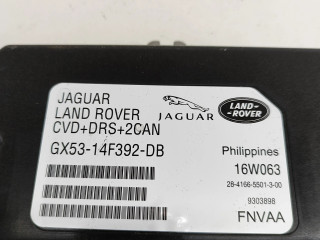 JAGUAR
LAND ROVER
CVD+DRS+2CAN
JAGUAR
LAND-ROVER
GX53-14F392-DB
Philippines
16W063
28-4166-5501-3-00
9303898
FNVAA